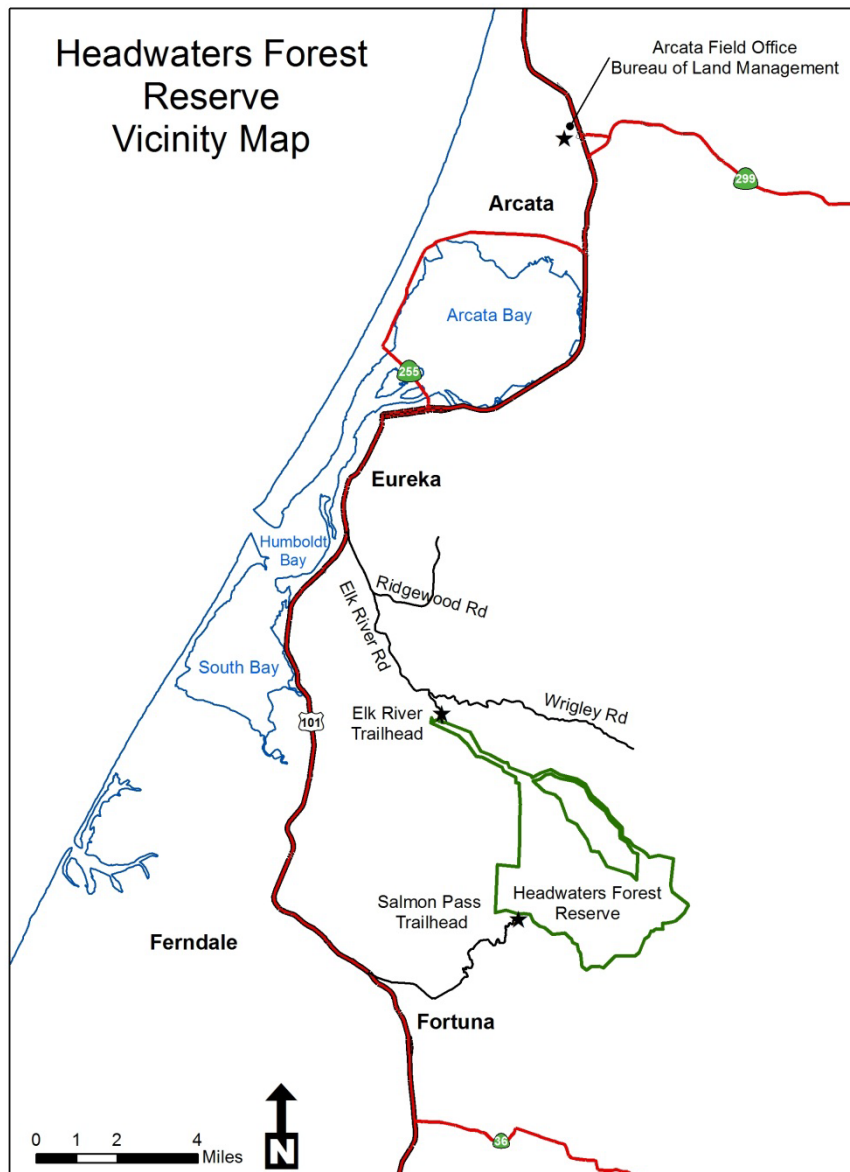 Headwaters Forest
Reserve
Vicinity Map
Arcata Field Office
Bureau of Land Management
299
Arcata
Arcata Bay
255
Eureka
Humboldt
Bay
Ridgewood Rd
Elk River Rd
South Bay
Wrigley Rd
Elk River
Trailhead
101
Salmon Pass
Trailhead
Headwaters Forest
Reserve
Ferndale
Fortuna
36
N
0 1 2 4
Miles